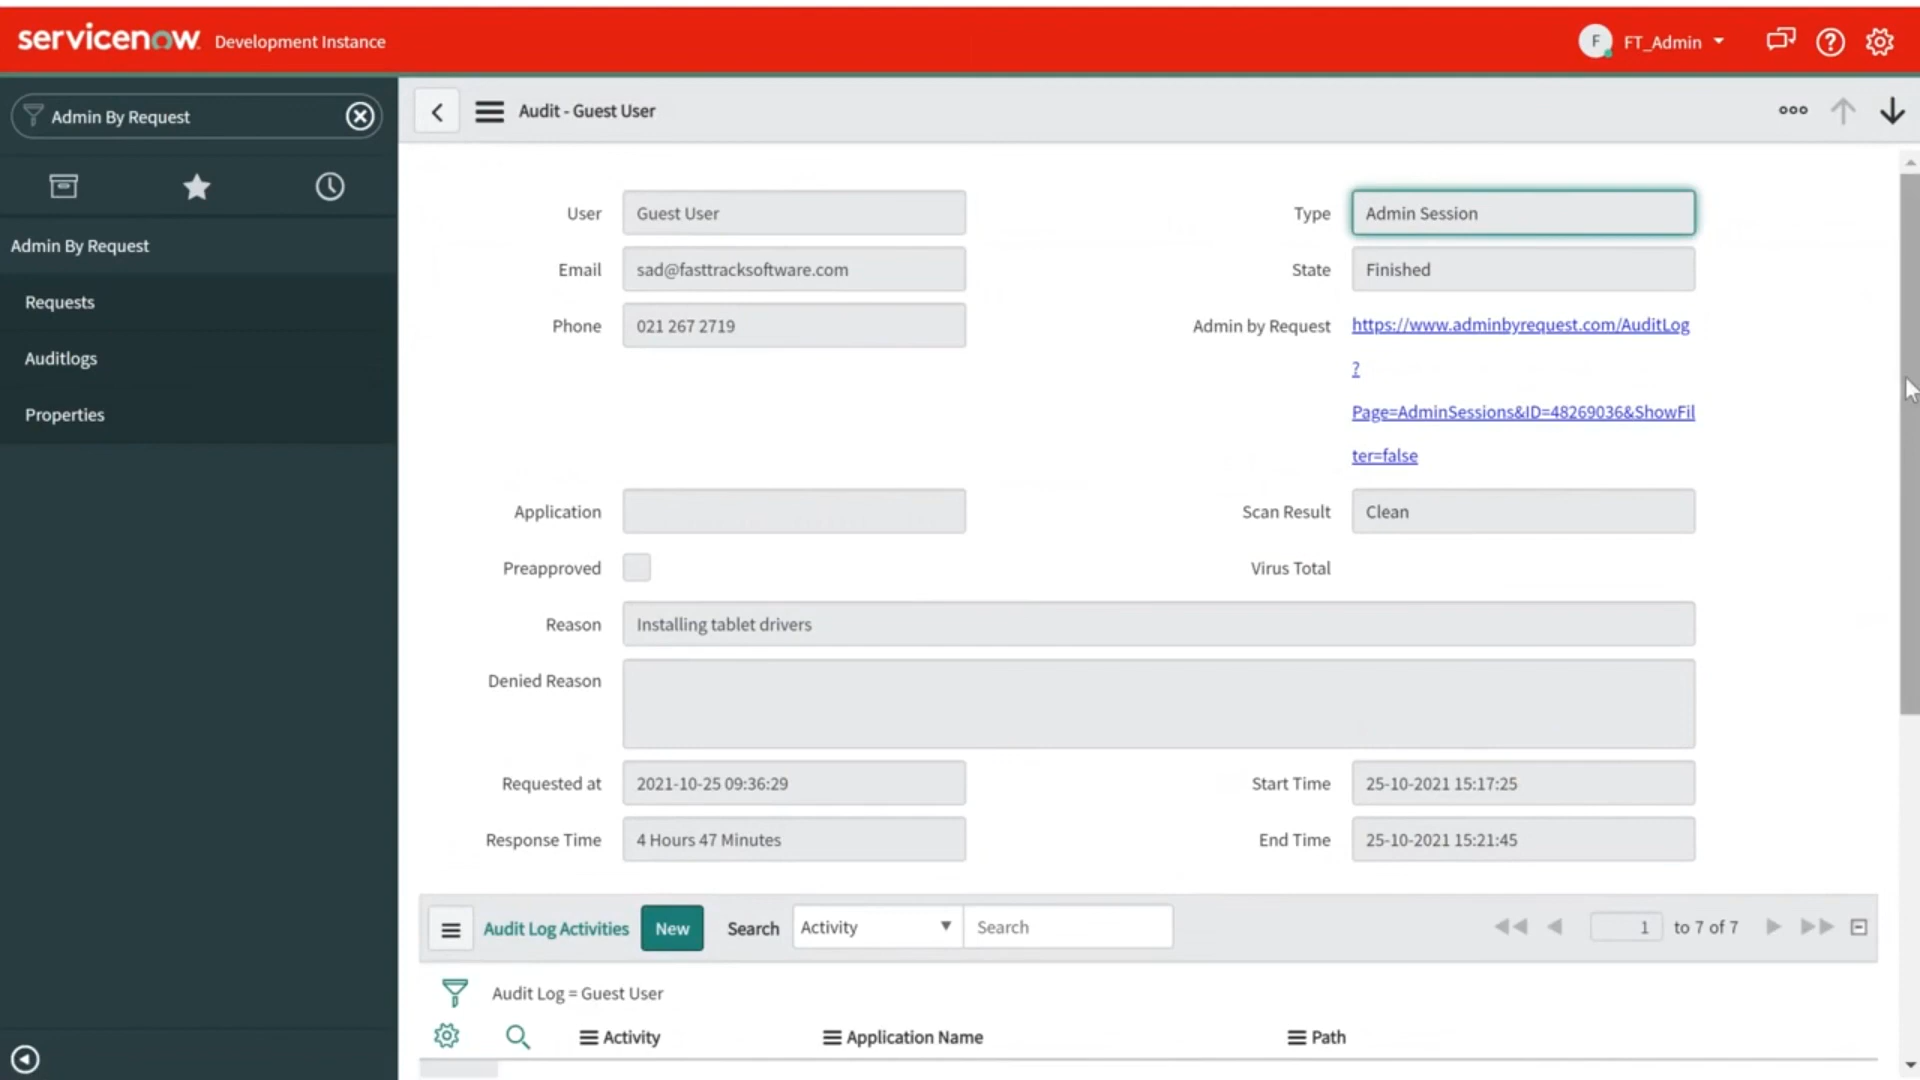 servicenow Development Instance
F FT_Admin
Admin By Request
Audit - Guest User
Admin By Request
Requests
Auditlogs
Properties
User Guest User
Type Admin Session
Email sad@fasttracksoftware.com
State Finished
Phone 021 267 2719
Admin by Request https://www.adminbyrequest.com/AuditLog
?
Page=AdminSessions&ID=48269036&ShowFil
ter=false
Application
Scan Result Clean
Preapproved
Virus Total
Reason Installing tablet drivers
Denied Reason
Requested at 2021-10-25 09:36:29
Start Time 25-10-2021 15:17:25
Response Time 4 Hours 47 Minutes
End Time 25-10-2021 15:21:45
Audit Log Activities New Search Activity Search 1 to 7 of 7
Audit Log = Guest User
Activity Application Name Path